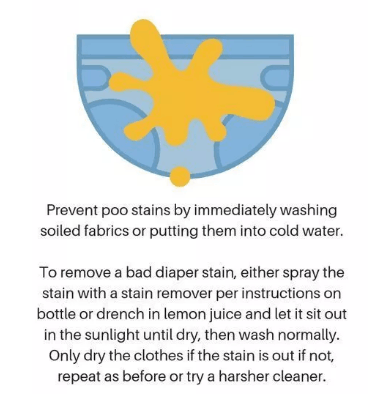 Prevent poo stains by immediately washing
soiled fabrics or putting them into cold water.
To remove a bad diaper stain, either spray the
stain with a stain remover per instructions on
bottle or drench in lemon juice and let it sit out
in the sunlight until dry, then wash normally.
Only dry the clothes if the stain is out if not,
repeat as before or try a harsher cleaner.